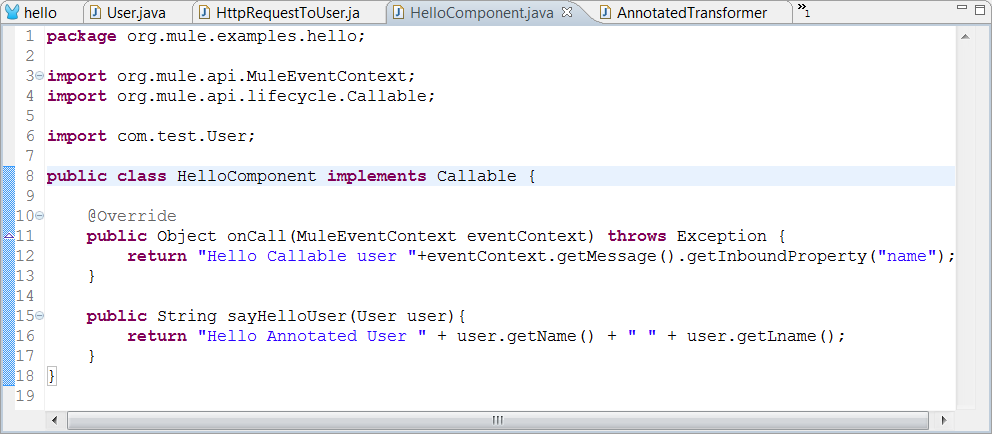 hello User.java HttpRequestToUser.ja HelloComponent.java AnnotatedTransformer »1
1 package org.mule.examples.hello;
2
3 import org.mule.api.MuleEventContext;
4 import org.mule.api.lifecycle.Callable;
5
6 import com.test.User;
7
8 public class HelloComponent implements Callable {
9
10 @Override
11 public Object onCall(MuleEventContext eventContext) throws Exception {
12 return "Hello Callable user "+eventContext.getMessage().getInboundProperty("name");
13 }
14
15 public String sayHelloUser(User user){
16 return "Hello Annotated User " + user.getName() + " " + user.getLname();
17 }
18 }
19